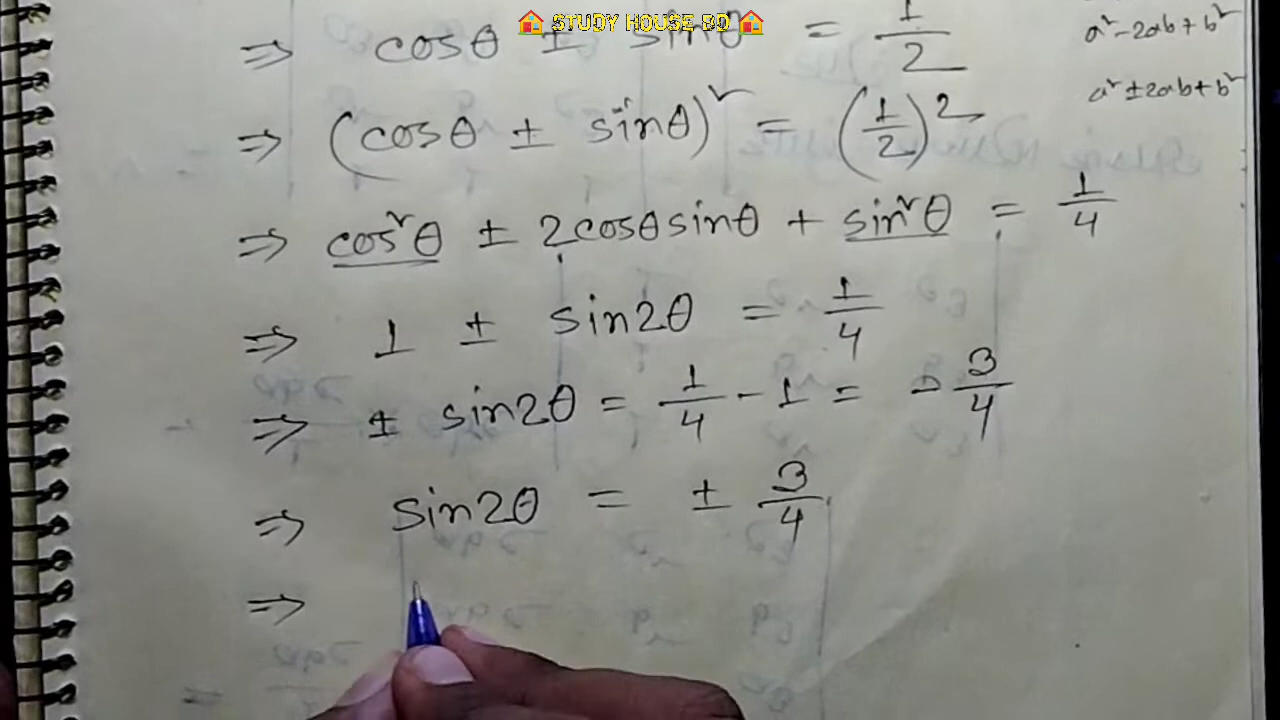 🏠 STUDY HOUSE BD 🏠
⇒ cosθ ± sinθ = 1/2
a² - 2ab + b²
a² ± 2ab + b²
⇒ (cosθ ± sinθ)² = (1/2)²
⇒ cos²θ ± 2cosθsinθ + sin²θ = 1/4
⇒ 1 ± sin2θ = 1/4
⇒ ± sin2θ = 1/4 - 1 = - 3/4
⇒ sin2θ = ± 3/4
⇒